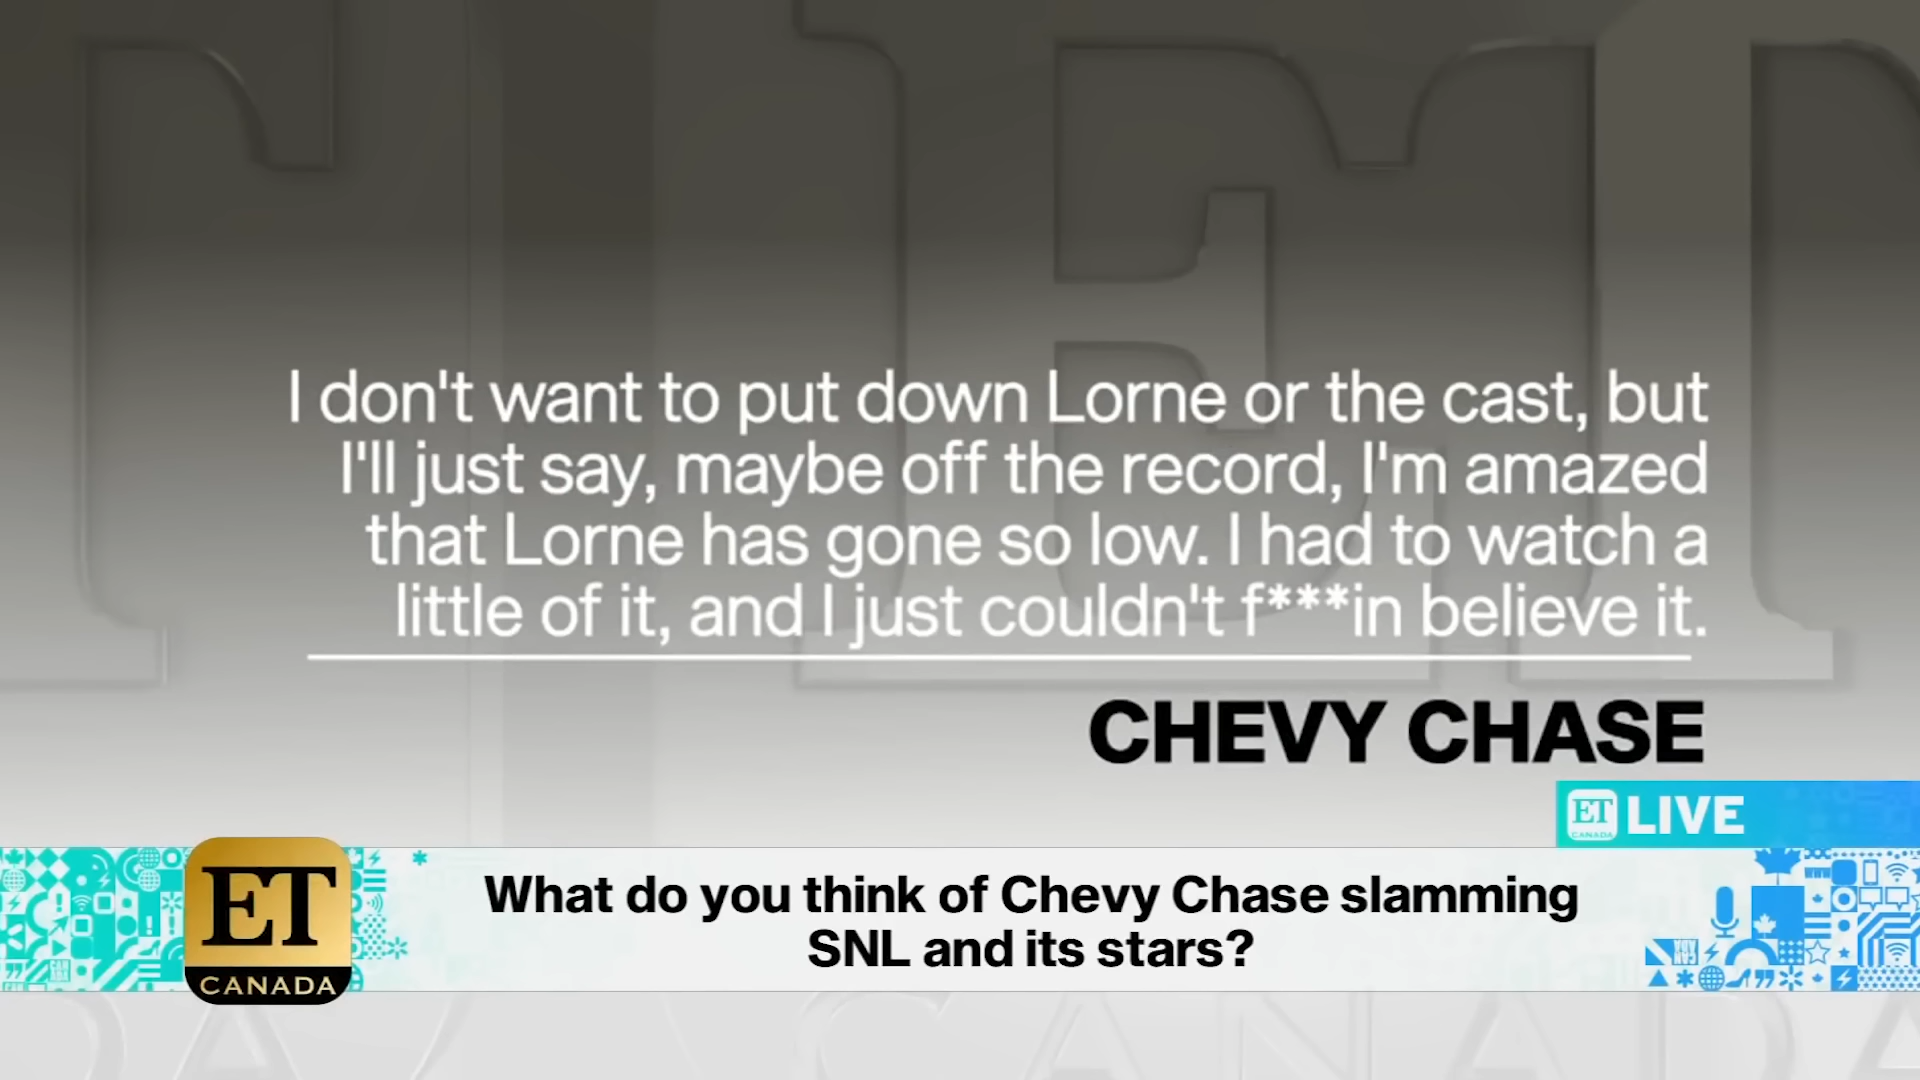 I don't want to put down Lorne or the cast, but
I'll just say, maybe off the record, I'm amazed
that Lorne has gone so low. I had to watch a
little of it, and I just couldn't f***in believe it.
CHEVY CHASE
ET CANADA LIVE
What do you think of Chevy Chase slamming
SNL and its stars?
ET
CANADA